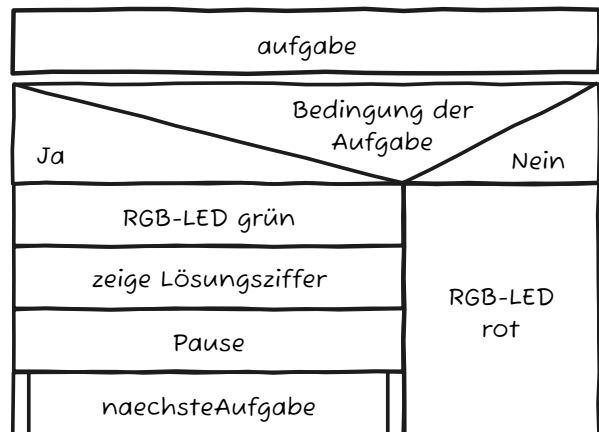 aufgabe
Bedingung der
Aufgabe
Ja
Nein
RGB-LED grün
zeige Lösungsziffer
Pause
naechsteAufgabe
RGB-LED
rot